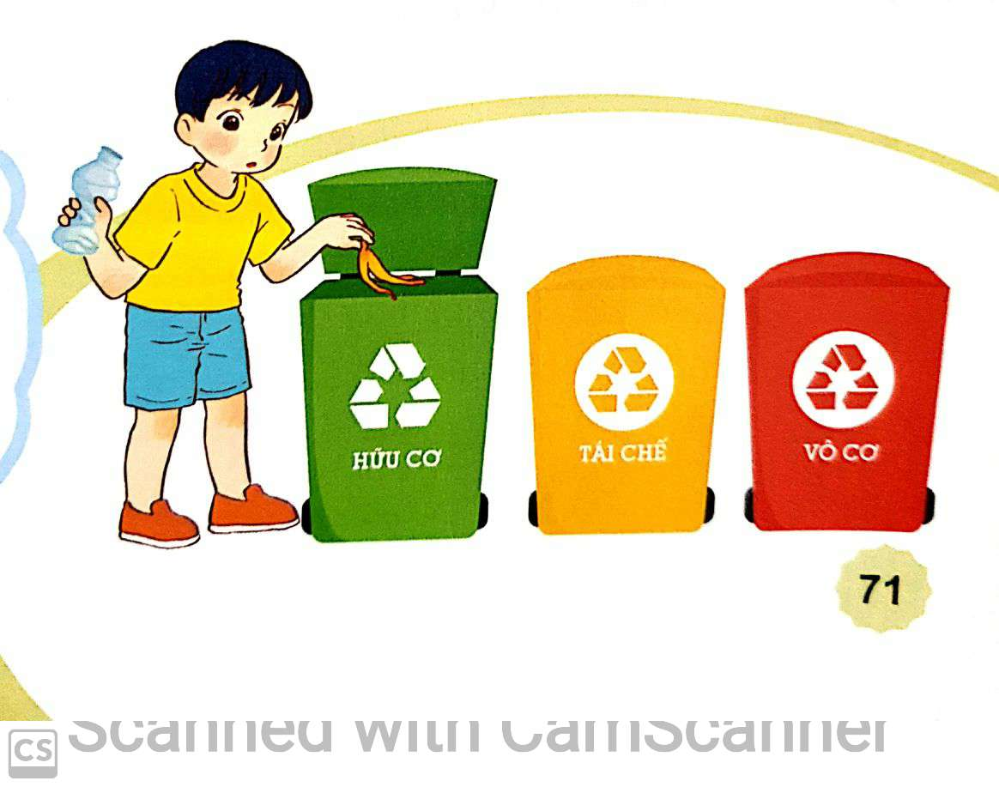 HỮU CƠ
TÁI CHẾ
VÔ CƠ
71
CS Scanned with CamScanner